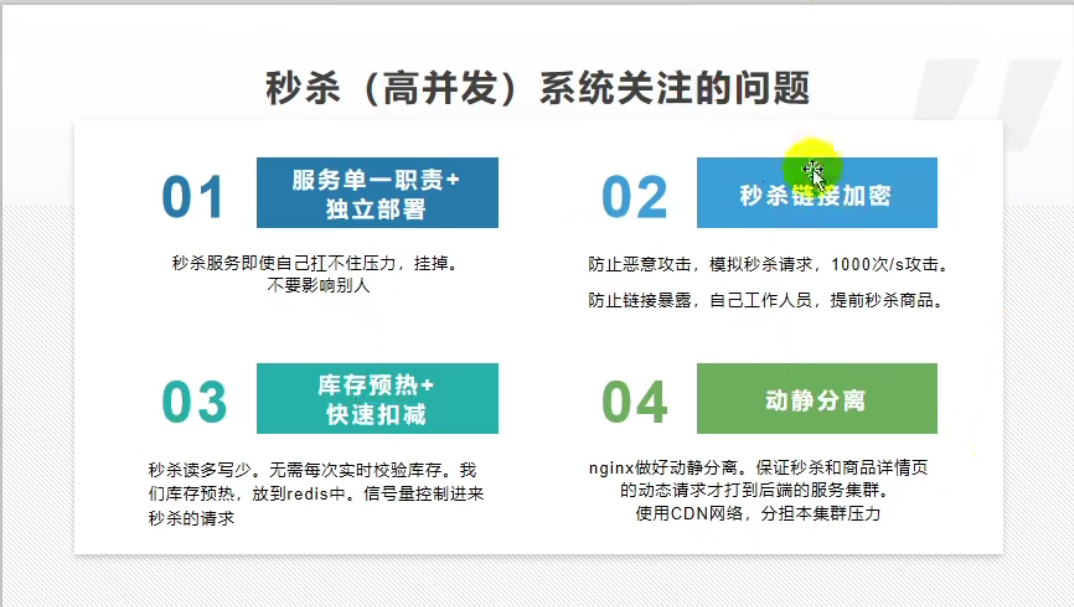 秒杀（高并发）系统关注的问题
01
服务单一职责+
独立部署
秒杀服务即使自己扛不住压力，挂掉。
不要影响别人
02
秒杀链接加密
防止恶意攻击，模拟秒杀请求，1000次/s攻击。
防止链接暴露，自己工作人员，提前秒杀商品。
03
库存预热+
快速扣减
秒杀读多写少。无需每次实时校验库存。我
们库存预热，放到redis中。信号量控制进来
秒杀的请求
04
动静分离
nginx做好动静分离。保证秒杀和商品详情页
的动态请求才打到后端的服务集群。
使用CDN网络，分担本集群压力